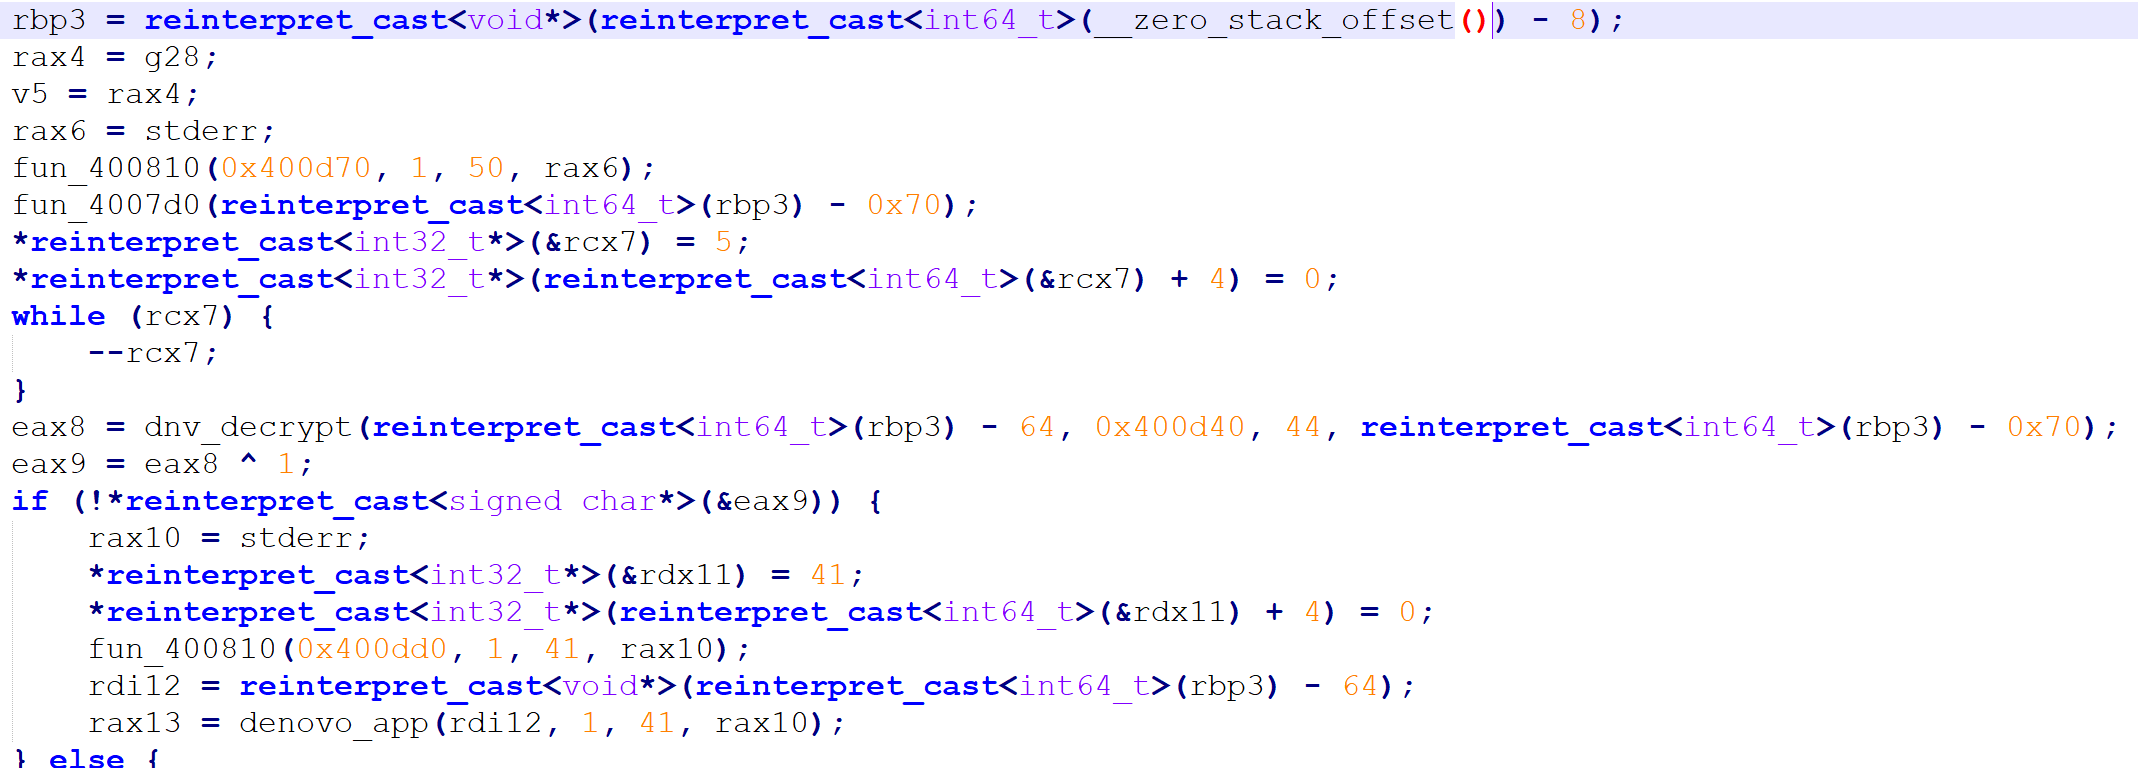 rbp3 = reinterpret_cast<void*>(reinterpret_cast<int64_t>(__zero_stack_offset()) - 8);
rax4 = g28;
v5 = rax4;
rax6 = stderr;
fun_400810(0x400d70, 1, 50, rax6);
fun_4007d0(reinterpret_cast<int64_t>(rbp3) - 0x70);
*reinterpret_cast<int32_t*>(&rcx7) = 5;
*reinterpret_cast<int32_t*>(reinterpret_cast<int64_t>(&rcx7) + 4) = 0;
while (rcx7) {
    --rcx7;
}
eax8 = dnv_decrypt(reinterpret_cast<int64_t>(rbp3) - 64, 0x400d40, 44, reinterpret_cast<int64_t>(rbp3) - 0x70);
eax9 = eax8 ^ 1;
if (!*reinterpret_cast<signed char*>(&eax9)) {
    rax10 = stderr;
    *reinterpret_cast<int32_t*>(&rdx11) = 41;
    *reinterpret_cast<int32_t*>(reinterpret_cast<int64_t>(&rdx11) + 4) = 0;
    fun_400810(0x400dd0, 1, 41, rax10);
    rdi12 = reinterpret_cast<void*>(reinterpret_cast<int64_t>(rbp3) - 64);
    rax13 = denovo_app(rdi12, 1, 41, rax10);
} else {